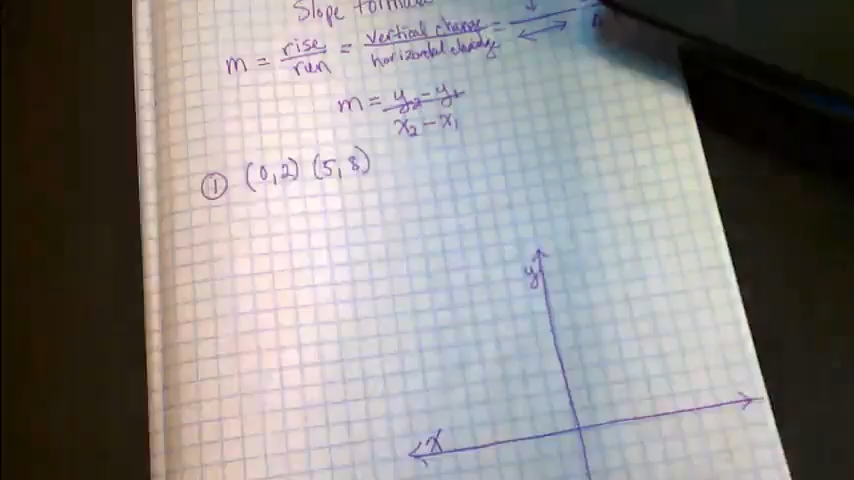 Slope formula
m = rise/run = vertical change/horizontal change =
m = y₂-y₁/x₂-x₁
① (0,2) (5,8)
y
x